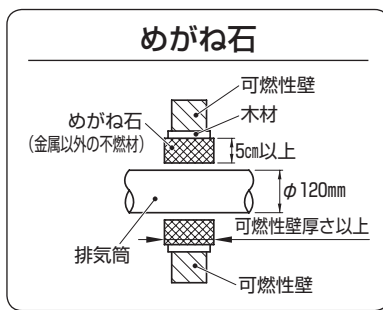 めがね石
可燃性壁
木材
めがね石
(金属以外の不燃材)
5cm以上
φ120mm
可燃性壁厚さ以上
排気筒
可燃性壁